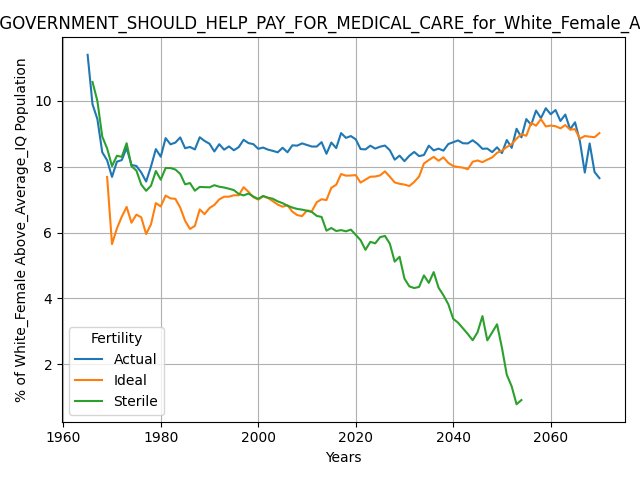 GOVERNMENT_SHOULD_HELP_PAY_FOR_MEDICAL_CARE_for_White_Female_A
% of White_Female Above_Average_IQ Population
10
8
6
4
2
Fertility
Actual
Ideal
Sterile
1960
1980
2000
2020
2040
2060
Years